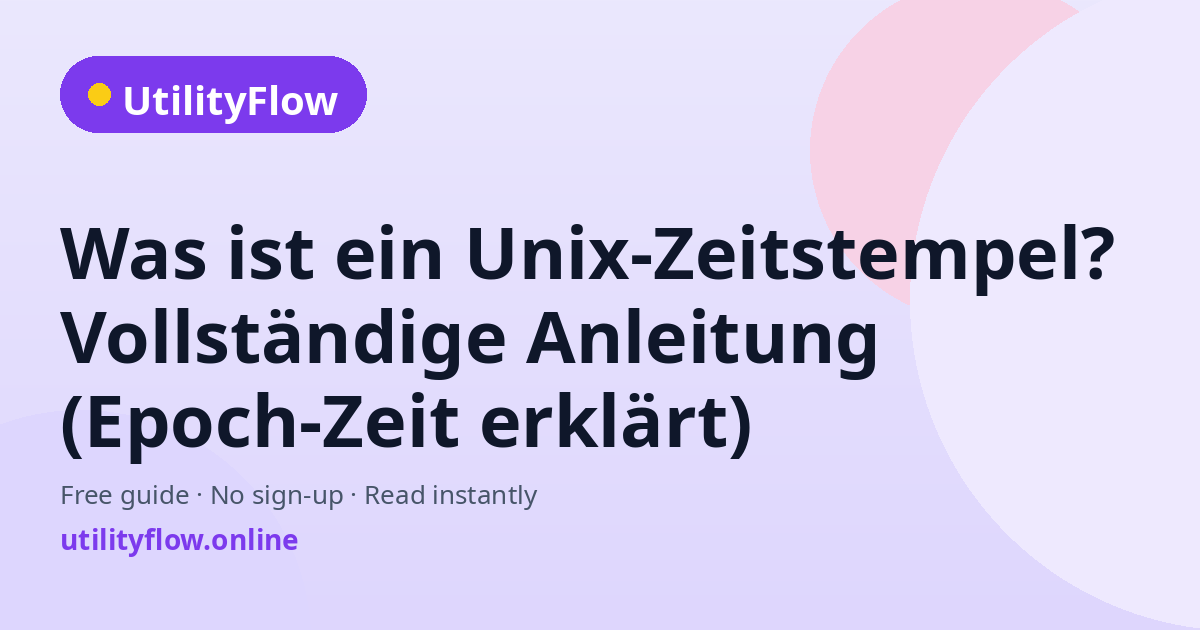 UtilityFlow
Was ist ein Unix-Zeitstempel?
Vollständige Anleitung
(Epoch-Zeit erklärt)
Free guide · No sign-up · Read instantly
utilityflow.online